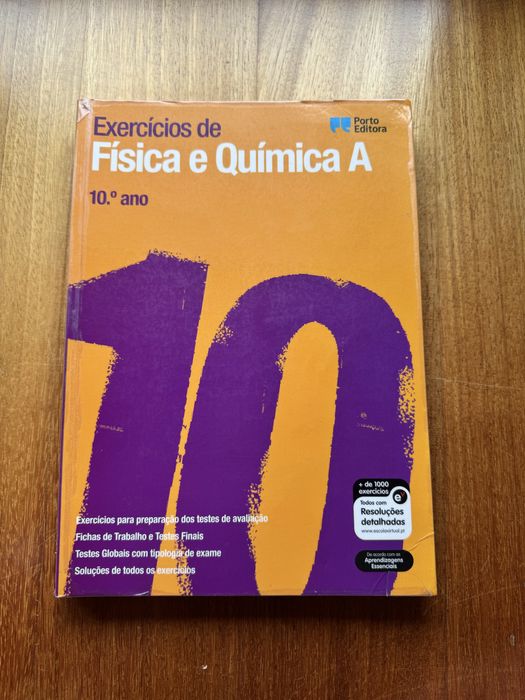 Exercícios de
Física e Química A
10.º ano
Porto
Editora
10
+ de 1000
exercícios
e
Todos com
Resoluções
detalhadas
www.escolavirtual.pt
De acordo com as
Aprendizagens
Essenciais
Exercícios para preparação dos testes de avaliação
Fichas de Trabalho e Testes Finais
Testes Globais com tipologia de exame
Soluções de todos os exercícios